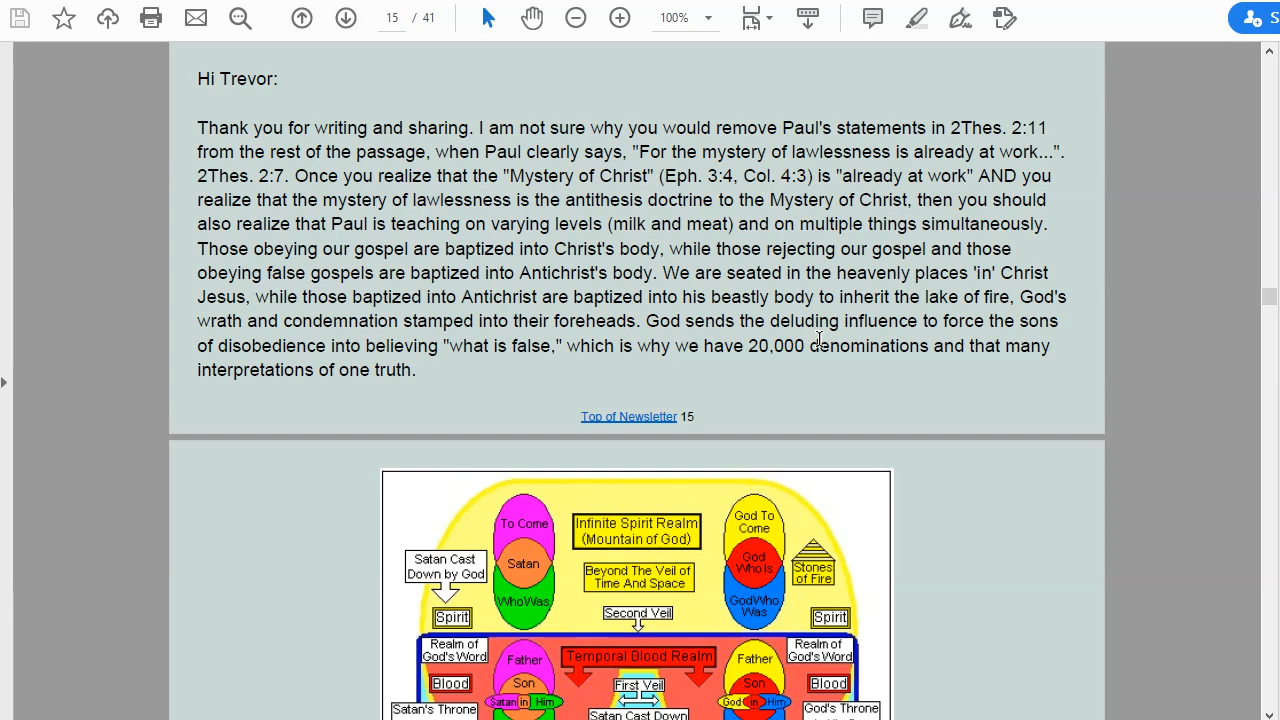 15 / 41
100%
S
Hi Trevor:
Thank you for writing and sharing. I am not sure why you would remove Paul's statements in 2Thes. 2:11
from the rest of the passage, when Paul clearly says, "For the mystery of lawlessness is already at work...".
2Thes. 2:7. Once you realize that the "Mystery of Christ" (Eph. 3:4, Col. 4:3) is "already at work" AND you
realize that the mystery of lawlessness is the antithesis doctrine to the Mystery of Christ, then you should
also realize that Paul is teaching on varying levels (milk and meat) and on multiple things simultaneously.
Those obeying our gospel are baptized into Christ's body, while those rejecting our gospel and those
obeying false gospels are baptized into Antichrist's body. We are seated in the heavenly places 'in' Christ
Jesus, while those baptized into Antichrist are baptized into his beastly body to inherit the lake of fire, God's
wrath and condemnation stamped into their foreheads. God sends the deluding influence to force the sons
of disobedience into believing "what is false," which is why we have 20,000 denominations and that many
interpretations of one truth.
Top of Newsletter 15
To Come
Satan
Who Was
Infinite Spirit Realm
(Mountain of God)
God To
Come
God
Who Is
God Who
Was
Satan Cast
Down by God
Beyond The Veil of
Time And Space
Stones
of Fire
Spirit
Second Veil
Spirit
Realm of
God's Word
Father
Temporal Blood Realm
Father
Realm of
God's Word
Blood
Son
First Veil
Son
Blood
Satan in Him
God in Him
Satan's Throne
Satan Cast Down
God's Throne